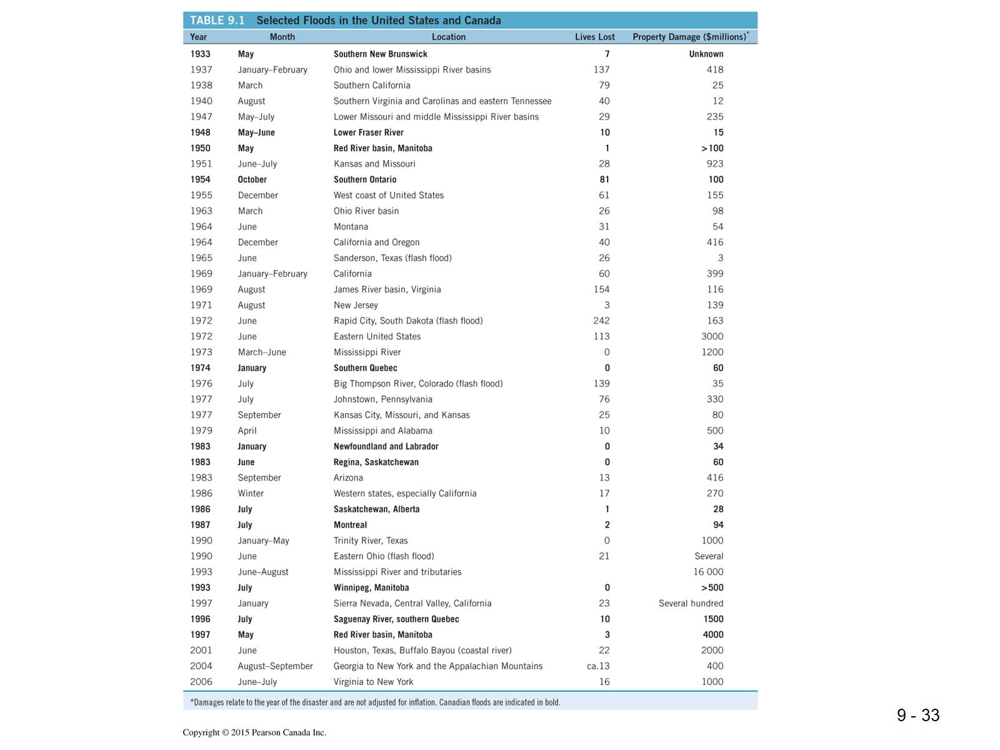 TABLE 9.1 Selected Floods in the United States and Canada
Year Month Location Lives Lost Property Damage ($millions)*
1933 May Southern New Brunswick 7 Unknown
1937 January–February Ohio and lower Mississippi River basins 137 418
1938 March Southern California 79 25
1940 August Southern Virginia and Carolinas and eastern Tennessee 40 12
1947 May–July Lower Missouri and middle Mississippi River basins 29 235
1948 May–June Lower Fraser River 10 15
1950 May Red River basin, Manitoba 1 >100
1951 June–July Kansas and Missouri 28 923
1954 October Southern Ontario 81 100
1955 December West coast of United States 61 155
1963 March Ohio River basin 26 98
1964 June Montana 31 54
1964 December California and Oregon 40 416
1965 June Sanderson, Texas (flash flood) 26 3
1969 January–February California 60 399
1969 August James River basin, Virginia 154 116
1971 August New Jersey 3 139
1972 June Rapid City, South Dakota (flash flood) 242 163
1972 June Eastern United States 113 3000
1973 March–June Mississippi River 0 1200
1974 January Southern Quebec 0 60
1976 July Big Thompson River, Colorado (flash flood) 139 35
1977 July Johnstown, Pennsylvania 76 330
1977 September Kansas City, Missouri, and Kansas 25 80
1979 April Mississippi and Alabama 10 500
1983 January Newfoundland and Labrador 0 34
1983 June Regina, Saskatchewan 0 60
1983 September Arizona 13 416
1986 Winter Western states, especially California 17 270
1986 July Saskatchewan, Alberta 1 28
1987 July Montreal 2 94
1990 January–May Trinity River, Texas 0 1000
1990 June Eastern Ohio (flash flood) 21 Several
1993 June–August Mississippi River and tributaries 16 000
1993 July Winnipeg, Manitoba 0 >500
1997 January Sierra Nevada, Central Valley, California 23 Several hundred
1996 July Saguenay River, southern Quebec 10 1500
1997 May Red River basin, Manitoba 3 4000
2001 June Houston, Texas, Buffalo Bayou (coastal river) 22 2000
2004 August–September Georgia to New York and the Appalachian Mountains ca.13 400
2006 June–July Virginia to New York 16 1000
*Damages relate to the year of the disaster and are not adjusted for inflation. Canadian floods are indicated in bold.
9 - 33
Copyright © 2015 Pearson Canada Inc.